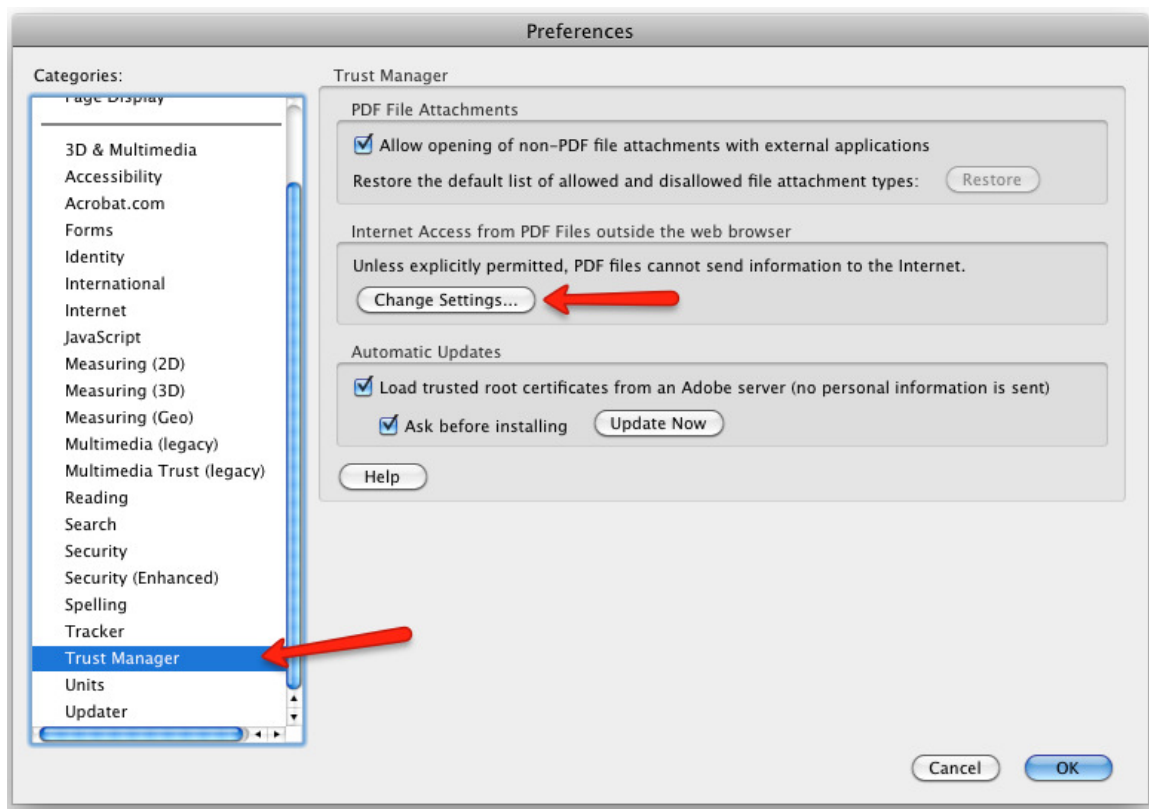 Preferences
Categories:
Page Display
3D & Multimedia
Accessibility
Acrobat.com
Forms
Identity
International
Internet
JavaScript
Measuring (2D)
Measuring (3D)
Measuring (Geo)
Multimedia (legacy)
Multimedia Trust (legacy)
Reading
Search
Security
Security (Enhanced)
Spelling
Tracker
Trust Manager
Units
Updater
Trust Manager
PDF File Attachments
Allow opening of non-PDF file attachments with external applications
Restore the default list of allowed and disallowed file attachment types: Restore
Internet Access from PDF Files outside the web browser
Unless explicitly permitted, PDF files cannot send information to the Internet.
Change Settings...
Automatic Updates
Load trusted root certificates from an Adobe server (no personal information is sent)
Ask before installing Update Now
Help
Cancel OK